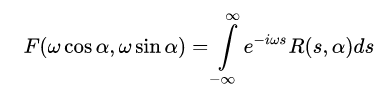 F(ω cos α, ω sin α) = ∫_{-∞}^{∞} e^{-iωs} R(s, α)ds